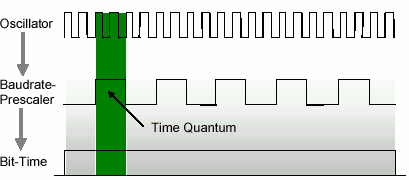 Oscillator
Baudrate-
Prescaler
Time Quantum
Bit-Time